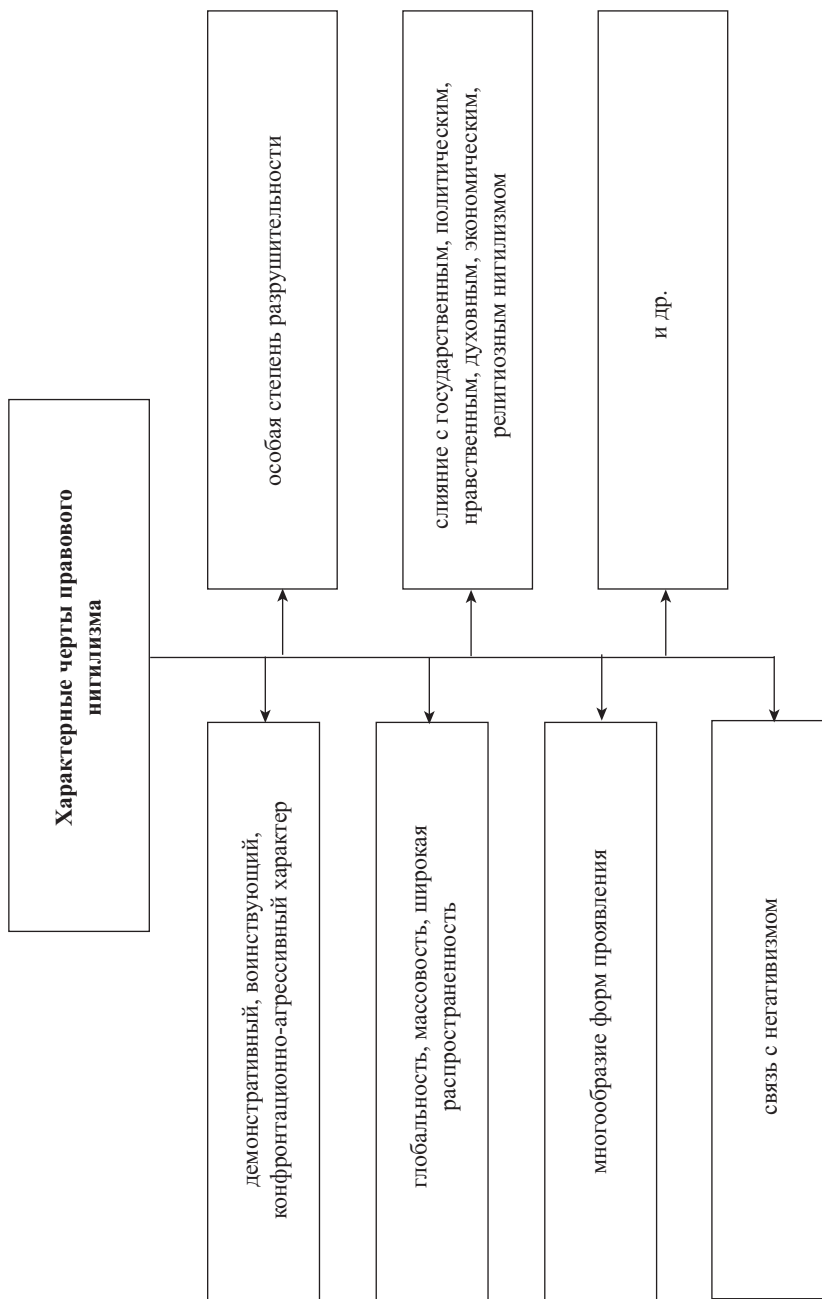 Характерные черты правового
нигилизма
демонстративный, воинствующий,
конфронтационно-агрессивный характер
глобальность, массовость, широкая
распространенность
многообразие форм проявления
связь с негативизмом
особая степень разрушительности
слияние с государственным, политическим,
нравственным, духовным, экономическим,
религиозным нигилизмом
и др.